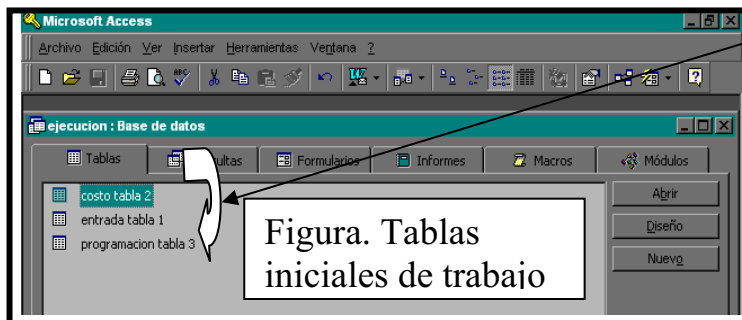 Microsoft Access
Archivo Edición Ver Insertar Herramientas Ventana ?
ejecucion : Base de datos
Tablas Formularios Informes Macros Módulos
costo tabla 2
entrada tabla 1
programacion tabla 3
Abrir
Diseño
Nuevo
Figura. Tablas
iniciales de trabajo